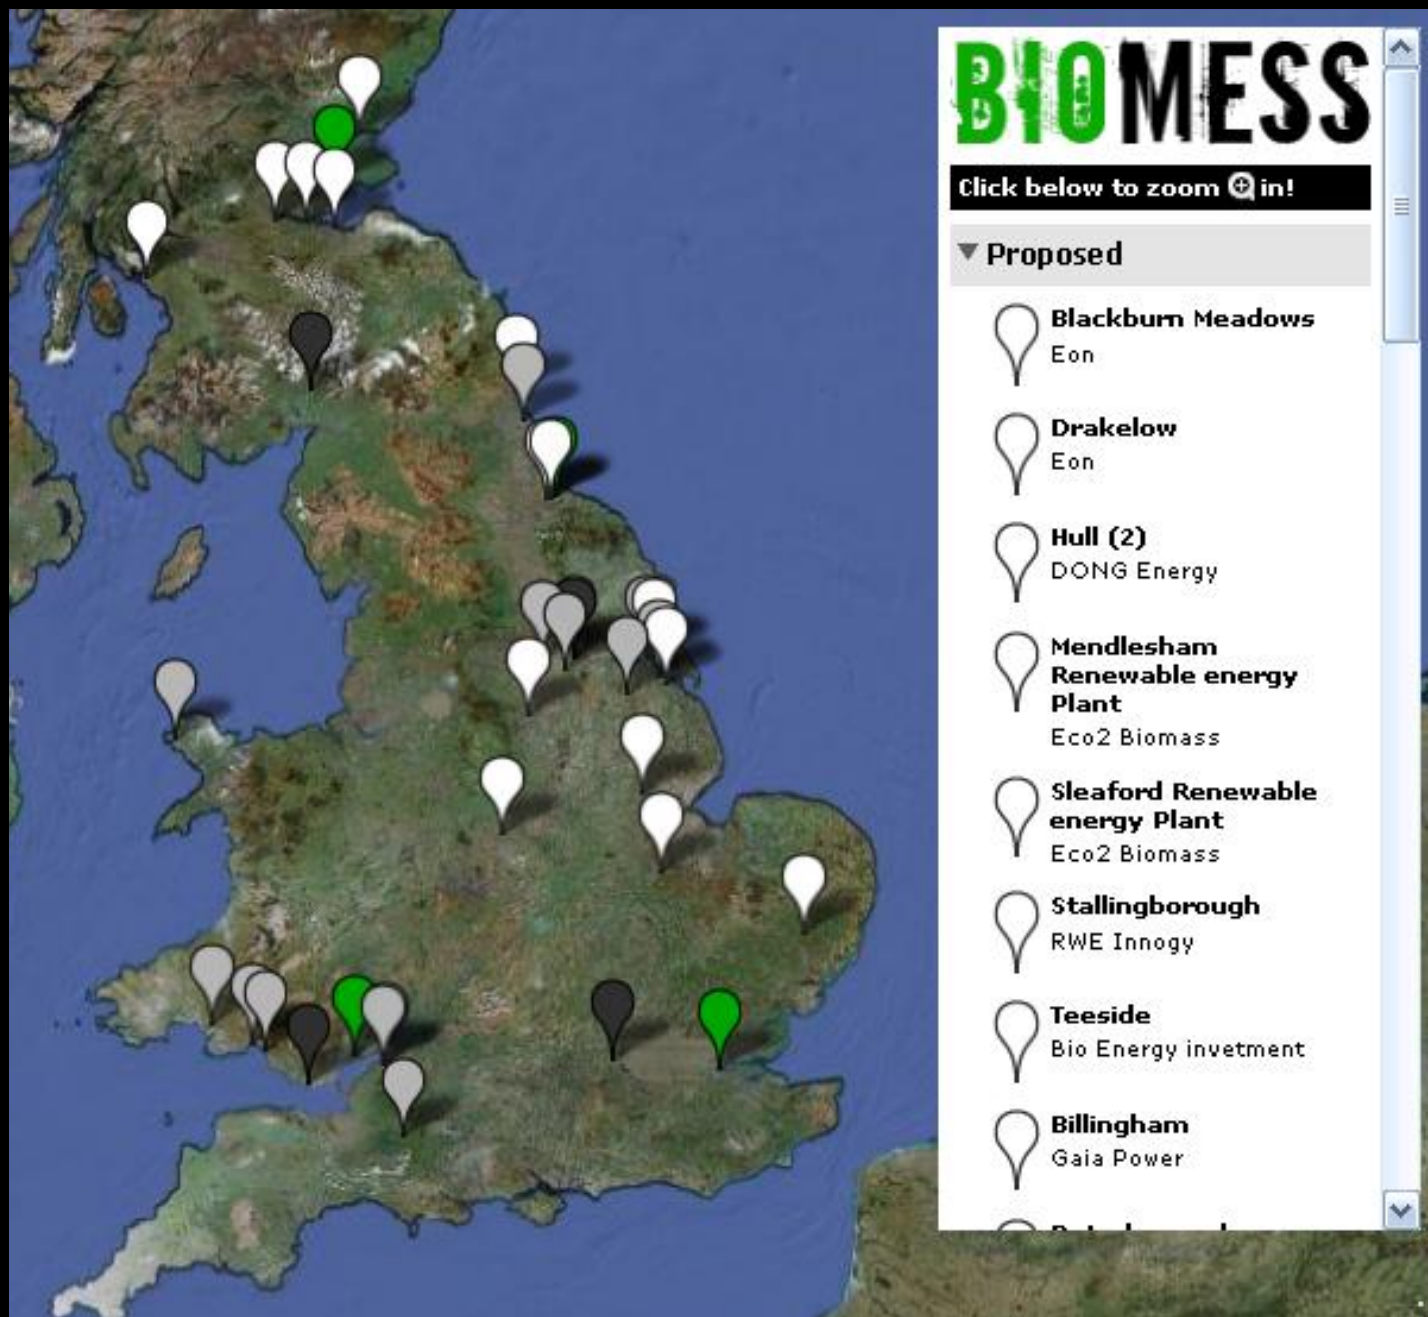 BIOMESS
Click below to zoom in!
Proposed
Blackburn Meadows
Eon
Drakelow
Eon
Hull (2)
DONG Energy
Mendlesham
Renewable energy
Plant
Eco2 Biomass
Sleaford Renewable
energy Plant
Eco2 Biomass
Stallingborough
RWE Innogy
Teeside
Bio Energy invetment
Billingham
Gaia Power